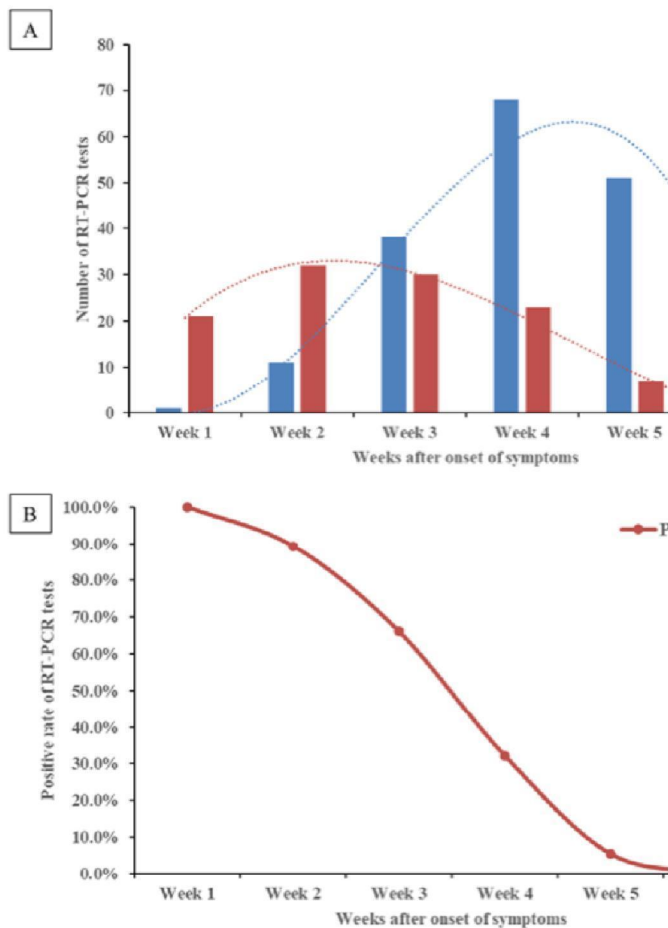 A
80
70
60
50
40
30
20
10
0
Number of RT-PCR tests
Week 1 Week 2 Week 3 Week 4 Week 5
Weeks after onset of symptoms
B
100.0%
90.0%
80.0%
70.0%
60.0%
50.0%
40.0%
30.0%
20.0%
10.0%
0.0%
Positive rate of RT-PCR tests
P
Week 1 Week 2 Week 3 Week 4 Week 5
Weeks after onset of symptoms